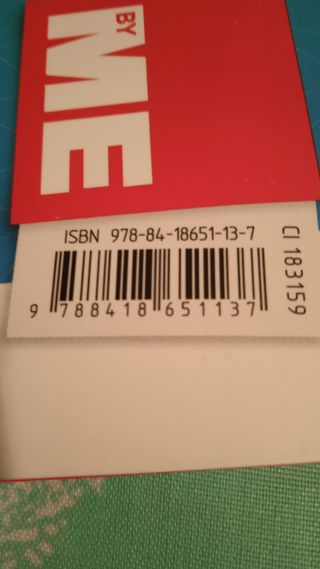 BY
ME
ISBN 978-84-18651-13-7
9 788418 651137
CI 183159